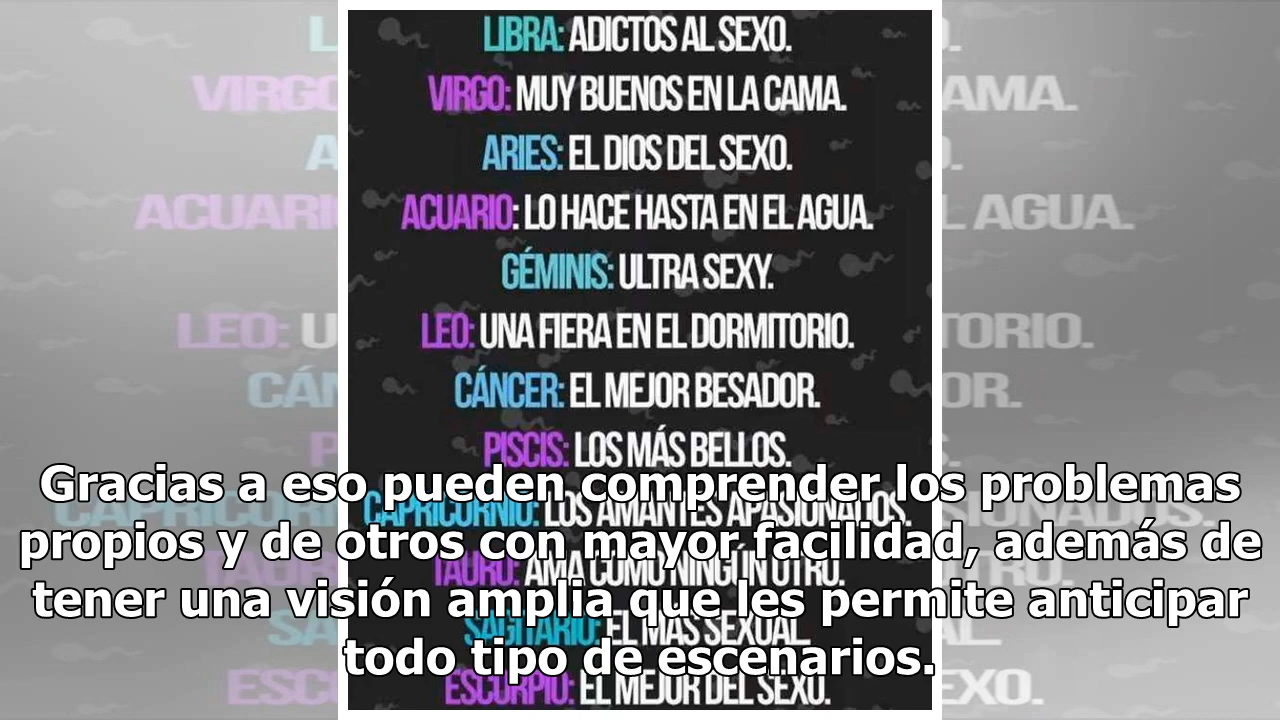 LIBRA: ADICTOS AL SEXO.
VIRGO: MUY BUENOS EN LA CAMA.
ARIES: EL DIOS DEL SEXO.
ACUARIO: LO HACE HASTA EN EL AGUA.
GÉMINIS: ULTRA SEXY.
LEO: UNA FIERA EN EL DORMITORIO.
CÁNCER: EL MEJOR BESADOR.
PISCIS: LOS MÁS BELLOS.
CAPRICORNIO: LOS AMANTES APASIONADOS.
TAURO: AMA COMO NINGÚN OTRO.
SAGITARIO: EL MÁS SEXUAL.
ESCORPIO: EL MEJOR DEL SEXO.
Gracias a eso pueden comprender los problemas
propios y de otros con mayor facilidad, además de
tener una visión amplia que les permite anticipar
todo tipo de escenarios.